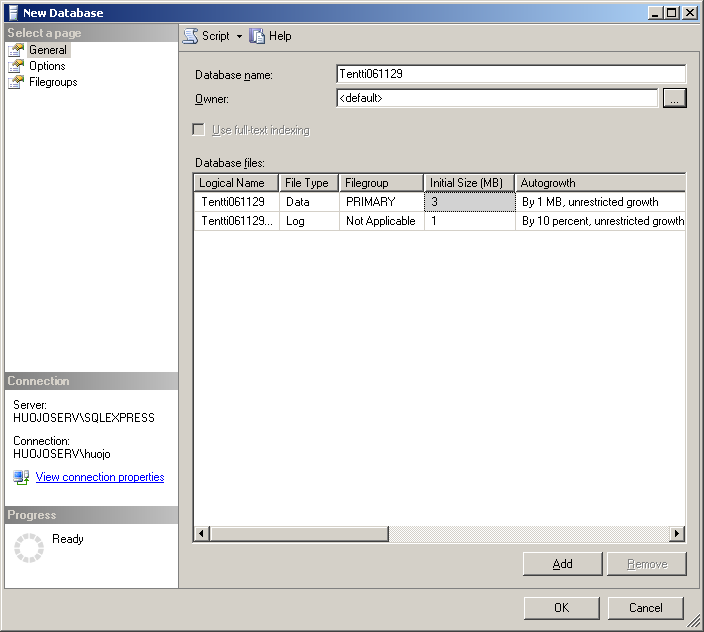 New Database
Select a page
General
Options
Filegroups
Script
Help
Database name:
Tentti061129
Owner:
<default>
...
Use full-text indexing
Database files:
Logical Name File Type Filegroup Initial Size (MB) Autogrowth
Tentti061129 Data PRIMARY 3 By 1 MB, unrestricted growth
Tentti061129... Log Not Applicable 1 By 10 percent, unrestricted growth
Connection
Server:
HUOJOSERV\SQLEXPRESS
Connection:
HUOJOSERV\huojo
View connection properties
Progress
Ready
Add
Remove
OK
Cancel